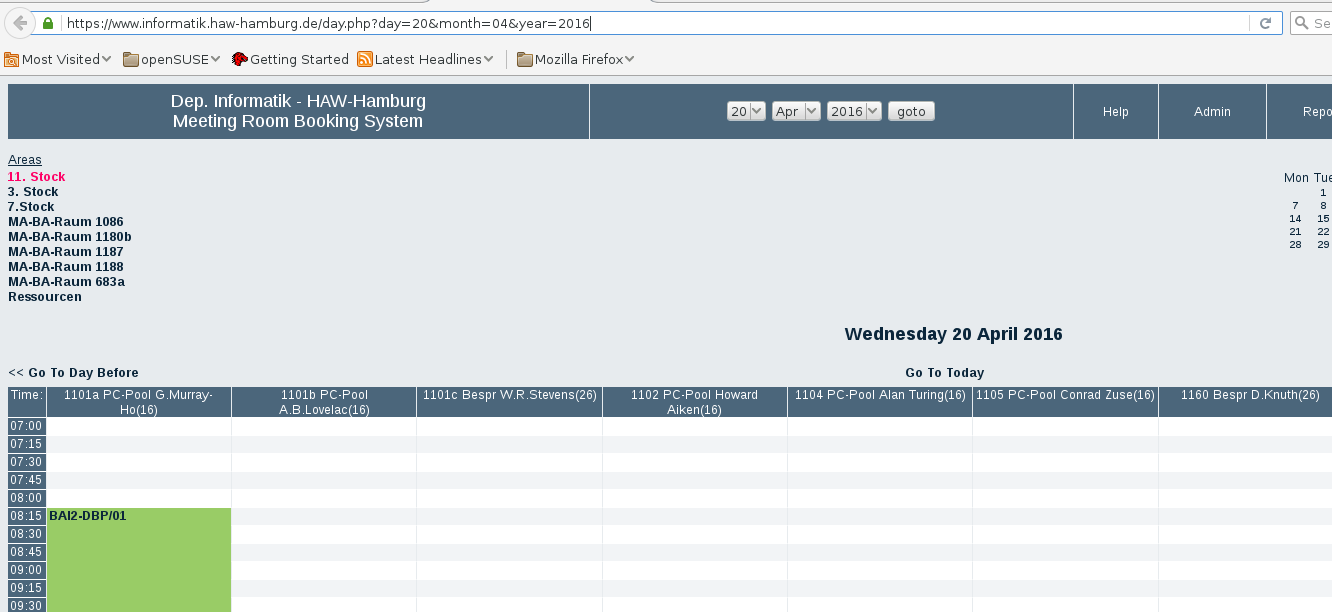 https://www.informatik.haw-hamburg.de/day.php?day=20&month=04&year=2016
Se
Most Visited openSUSE Getting Started Latest Headlines Mozilla Firefox
Dep. Informatik - HAW-Hamburg
Meeting Room Booking System
20 Apr 2016 goto
Help
Admin
Repo
Areas
11. Stock
3. Stock
7.Stock
MA-BA-Raum 1086
MA-BA-Raum 1180b
MA-BA-Raum 1187
MA-BA-Raum 1188
MA-BA-Raum 683a
Ressourcen
Mon Tue
1
7 8
14 15
21 22
28 29
Wednesday 20 April 2016
<< Go To Day Before
Go To Today
Time:
1101a PC-Pool G.Murray-
Ho(16)
1101b PC-Pool
A.B.Lovelac(16)
1101c Bespr W.R.Stevens(26)
1102 PC-Pool Howard
Aiken(16)
1104 PC-Pool Alan Turing(16)
1105 PC-Pool Conrad Zuse(16)
1160 Bespr D.Knuth(26)
07:00
07:15
07:30
07:45
08:00
08:15 BAI2-DBP/01
08:30
08:45
09:00
09:15
09:30